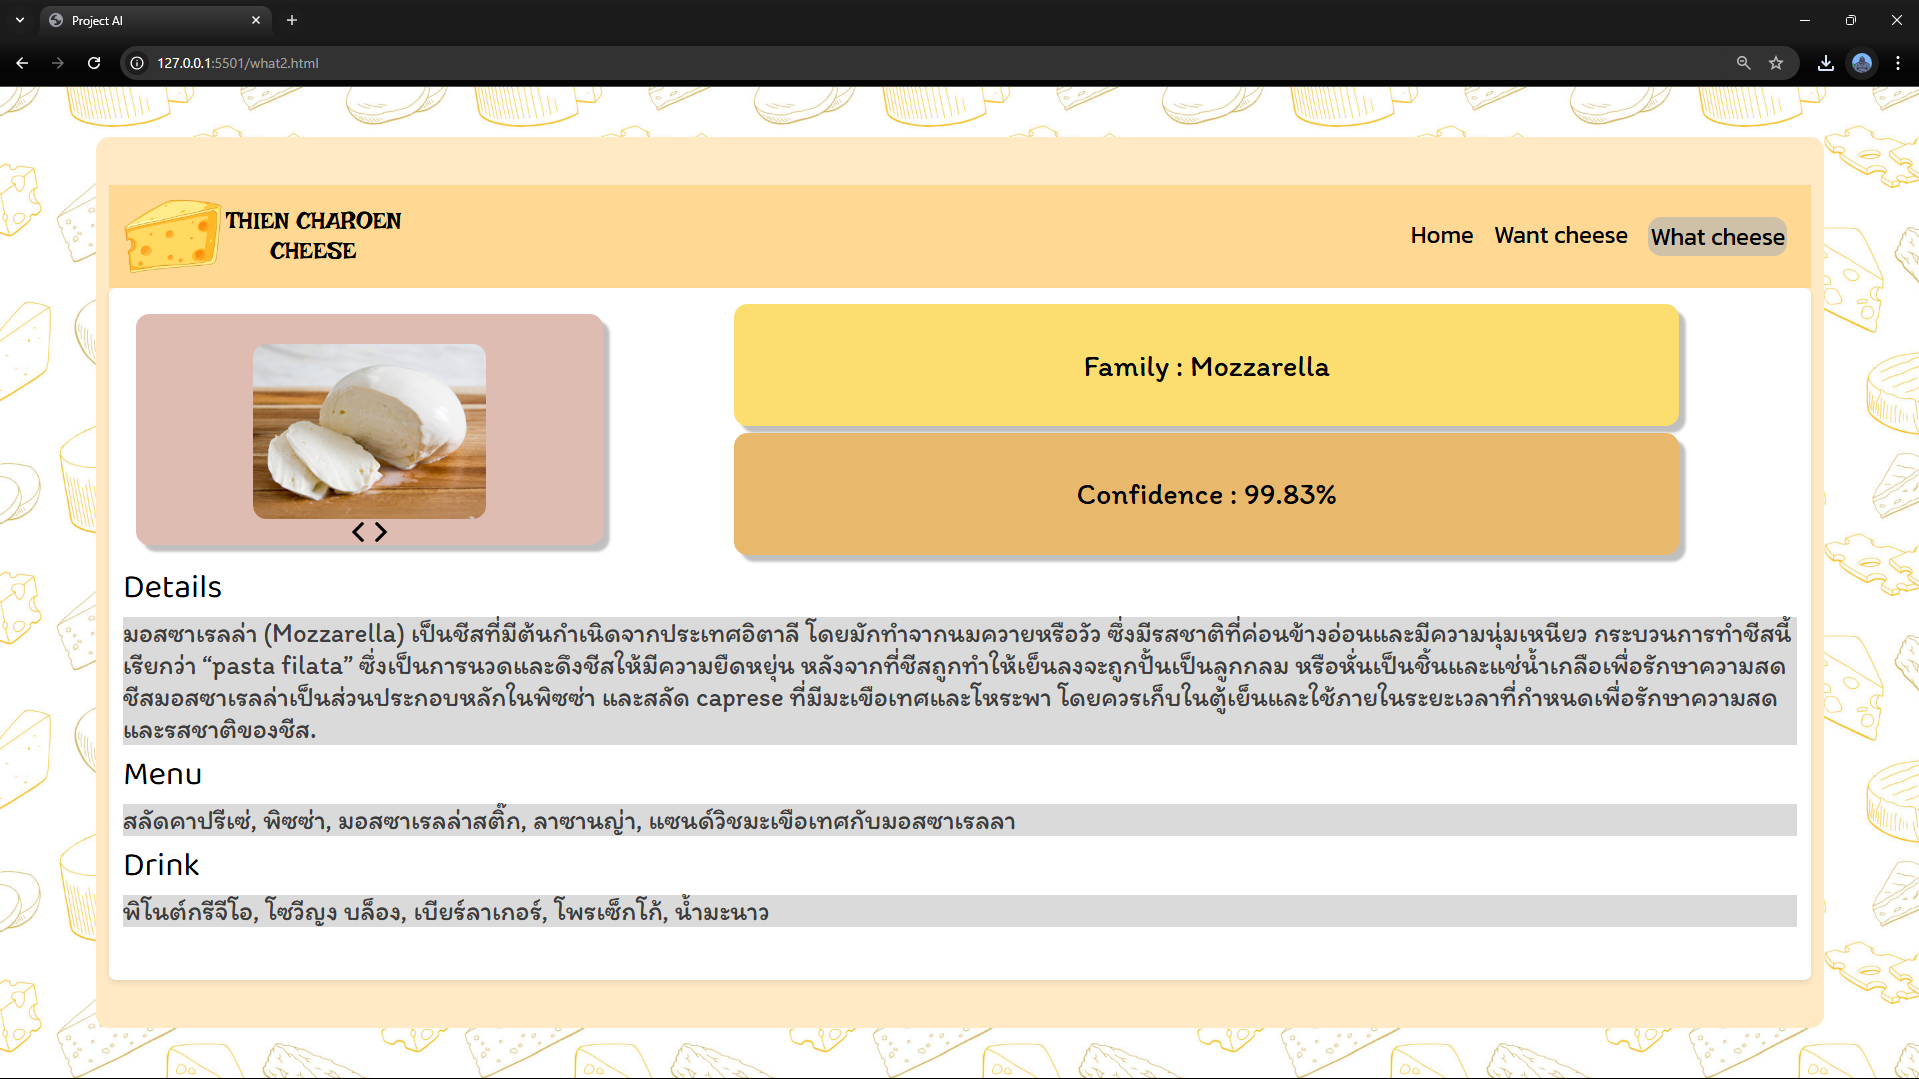 Project AI
127.0.0.1:5501/what2.html
THIEN CHAROEN
CHEESE
Home
Want cheese
What cheese
Family : Mozzarella
Confidence : 99.83%
Details
มอสซาเรลล่า (Mozzarella) เป็นชีสที่มีต้นกำเนิดจากประเทศอิตาลี โดยมักทำจากนมควายหรือวัว ซึ่งมีรสชาติที่ค่อนข้างอ่อนและมีความนุ่มเหนียว กระบวนการทำชีสนี้
เรียกว่า “pasta filata” ซึ่งเป็นการนวดและดึงชีสให้มีความยืดหยุ่น หลังจากที่ชีสถูกทำให้เย็นลงจะถูกปั้นเป็นลูกกลม หรือหั่นเป็นชิ้นและแช่น้ำเกลือเพื่อรักษาความสด
ชีสมอสซาเรลล่าเป็นส่วนประกอบหลักในพิซซ่า และสลัด caprese ที่มีมะเขือเทศและโหระพา โดยควรเก็บในตู้เย็นและใช้ภายในระยะเวลาที่กำหนดเพื่อรักษาความสด
และรสชาติของชีส.
Menu
สลัดคาปรีเซ่, พิซซ่า, มอสซาเรลล่าสติ๊ก, ลาซานญ่า, แซนด์วิชมะเขือเทศกับมอสซาเรลลา
Drink
พิโนต์กรีจีโอ, โซวีญง บล็อง, เบียร์ลาเกอร์, โพรเซ็กโก้, น้ำมะนาว